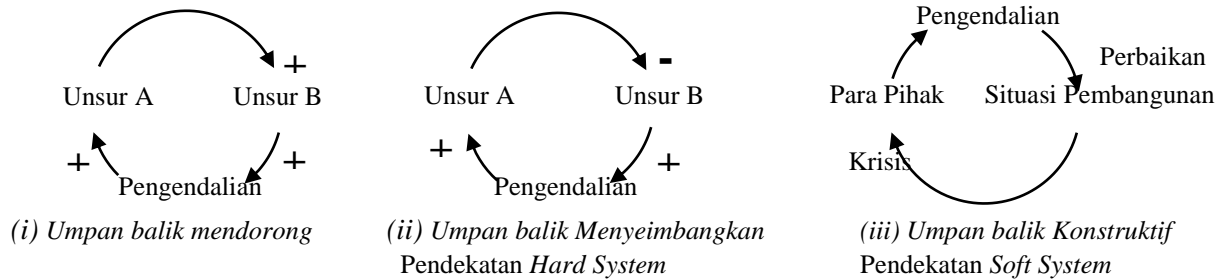 Unsur A
+
Unsur B
+
+
Pengendalian
(i) Umpan balik mendorong
Unsur A
-
Unsur B
+
+
Pengendalian
(ii) Umpan balik Menyeimbangkan
Pendekatan Hard System
Pengendalian
Perbaikan
Para Pihak
Situasi Pembangunan
Krisis
(iii) Umpan balik Konstruktif
Pendekatan Soft System